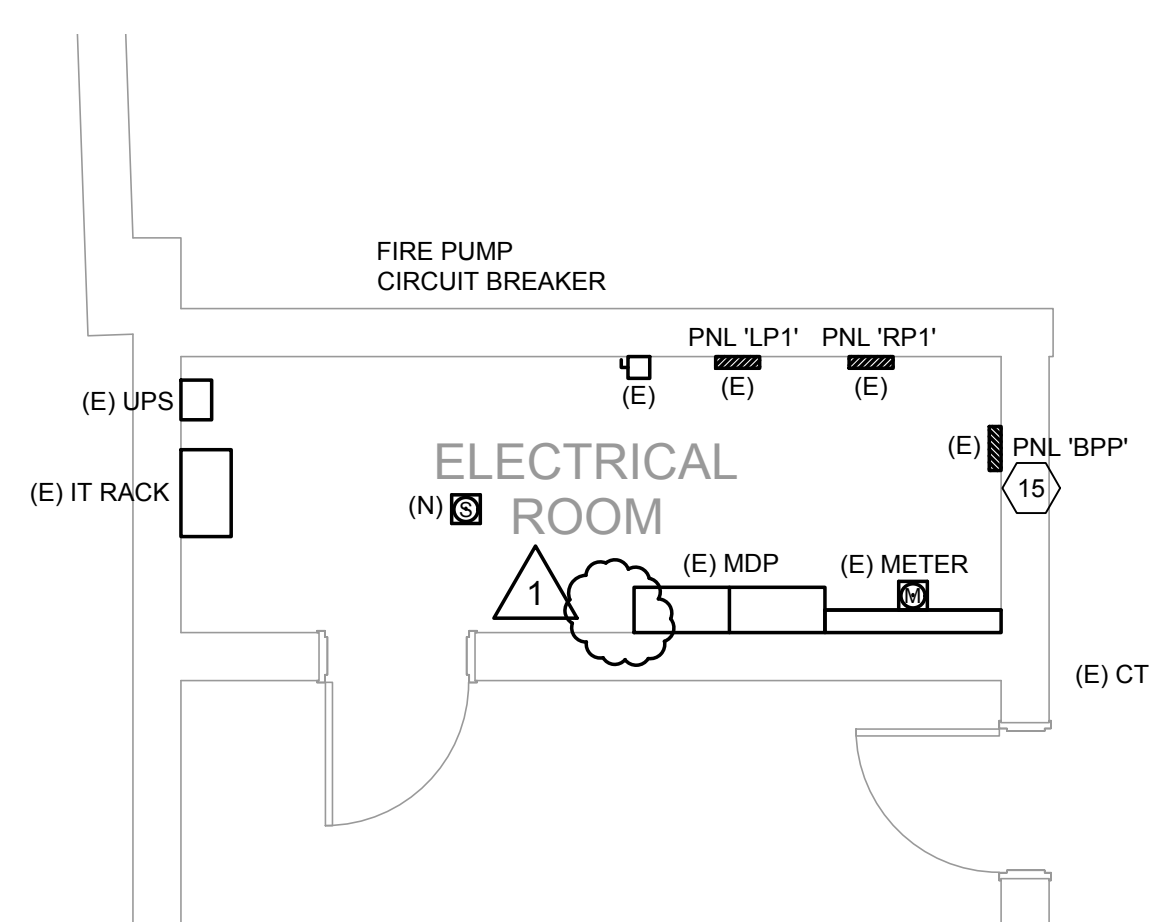 FIRE PUMP
CIRCUIT BREAKER
PNL 'LP1'
PNL 'RP1'
(E)
(E)
(E)
(E) UPS
(E)
PNL 'BPP'
ELECTRICAL
ROOM
(E) IT RACK
15
(N)
S
(E) MDP
(E) METER
1
M
(E) CT